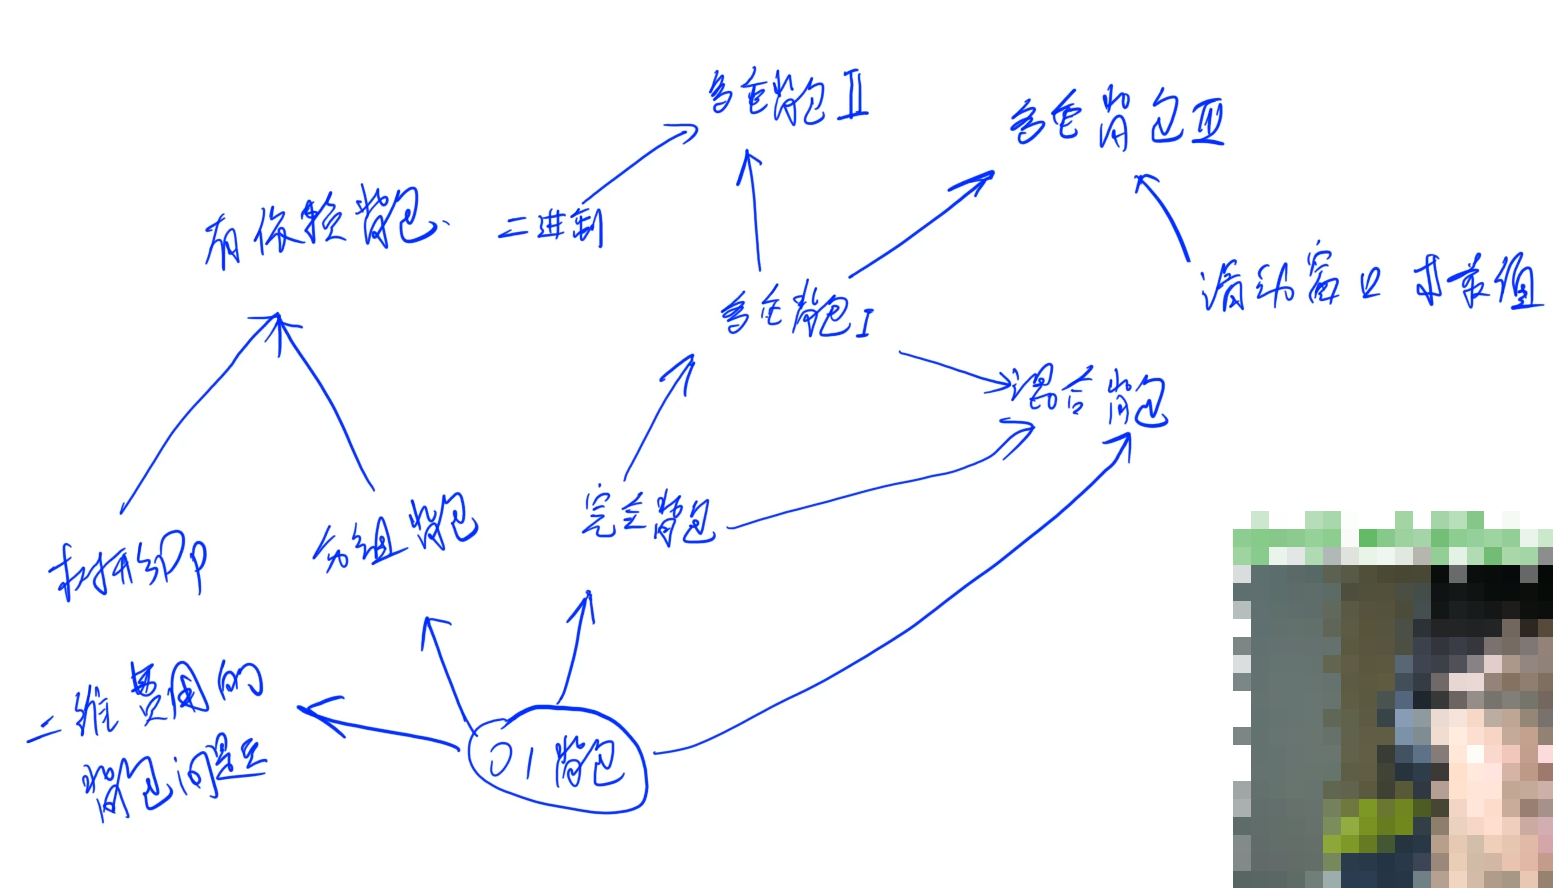 多重背包 II
多重背包 III
有依赖背包
二进制
滑动窗口 求最值
多重背包 I
混合背包
完全背包
分组背包
树形DP
二维费用的
背包问题
01背包